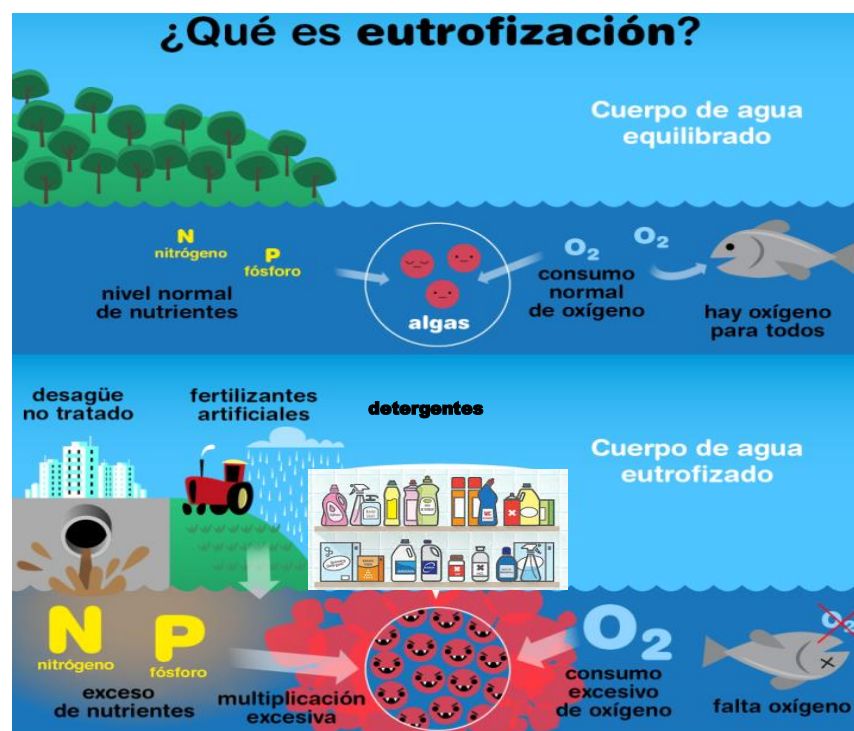 ¿Qué es eutrofización?
Cuerpo de agua
equilibrado
N
nitrógeno
P
fósforo
nivel normal
de nutrientes
algas
O₂
O₂
consumo
normal
de oxígeno
hay oxígeno
para todos
desagüe
no tratado
fertilizantes
artificiales
detergentes
Cuerpo de agua
eutrofizado
N
nitrógeno
P
fósforo
exceso
de nutrientes
multiplicación
excesiva
O₂
consumo
excesivo
de oxígeno
O₂
falta oxígeno